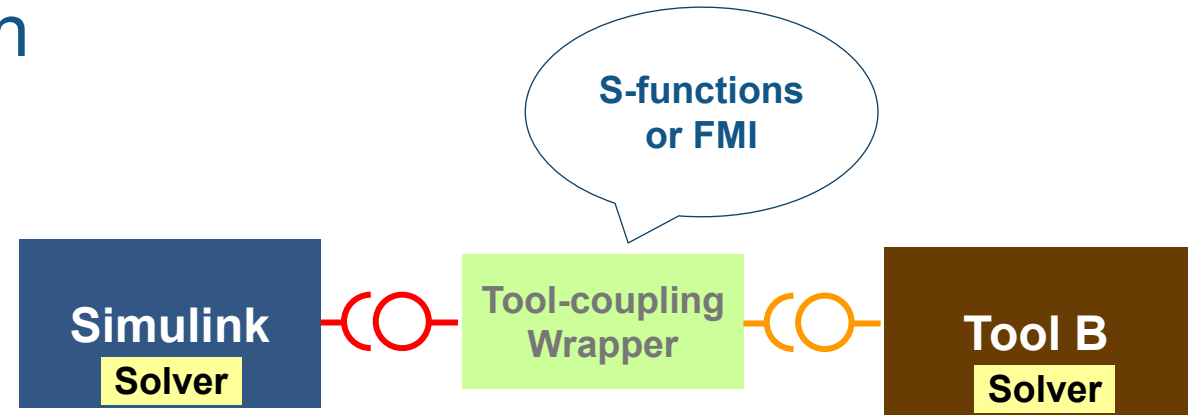 n
S-functions
or FMI
Simulink
Solver
Tool-coupling
Wrapper
Tool B
Solver